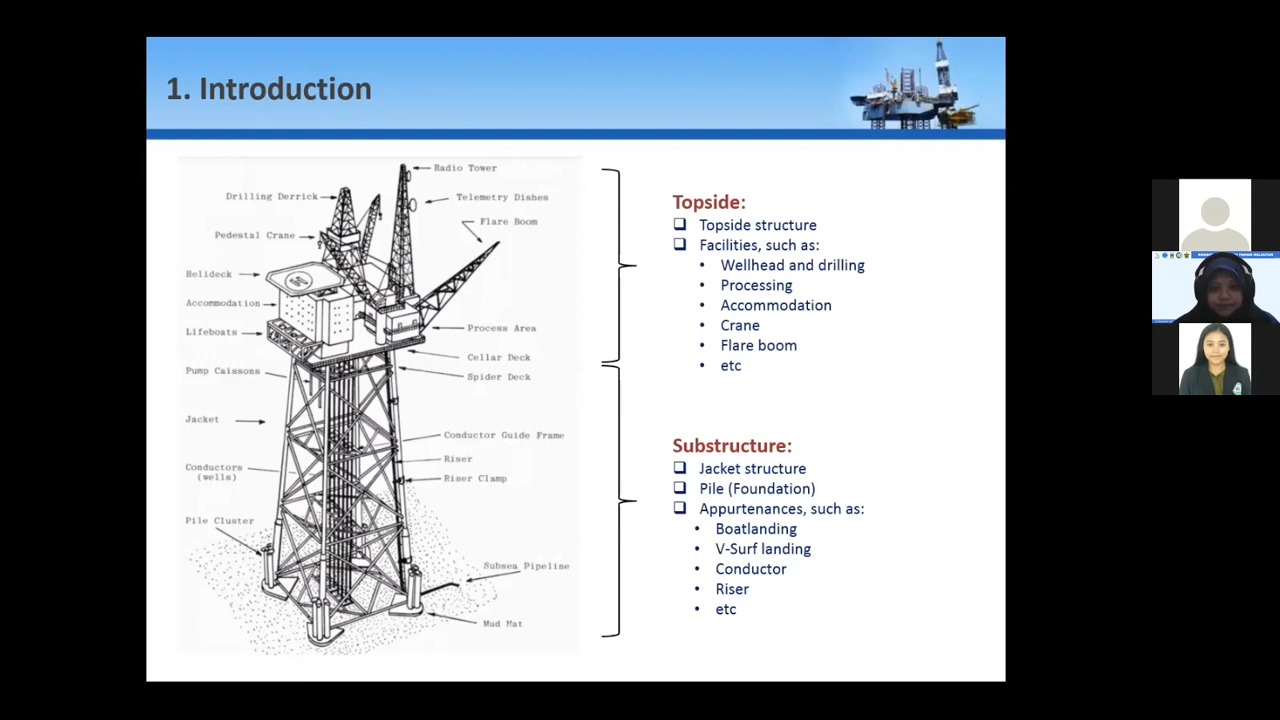 1. Introduction
Radio Tower
Drilling Derrick
Telemetry Dishes
Flare Boom
Pedestal Crane
Helideck
Accommodation
Process Area
Lifeboats
Cellar Deck
Pump Caissons
Spider Deck
Jacket
Conductor Guide Frame
Riser
Conductors
(wells)
Riser Clamp
Pile Cluster
Subsea Pipeline
Mud Mat
H
Topside:
Topside structure
Facilities, such as:
• Wellhead and drilling
• Processing
• Accommodation
• Crane
• Flare boom
• etc
Substructure:
Jacket structure
Pile (Foundation)
Appurtenances, such as:
• Boatlanding
• V-Surf landing
• Conductor
• Riser
• etc